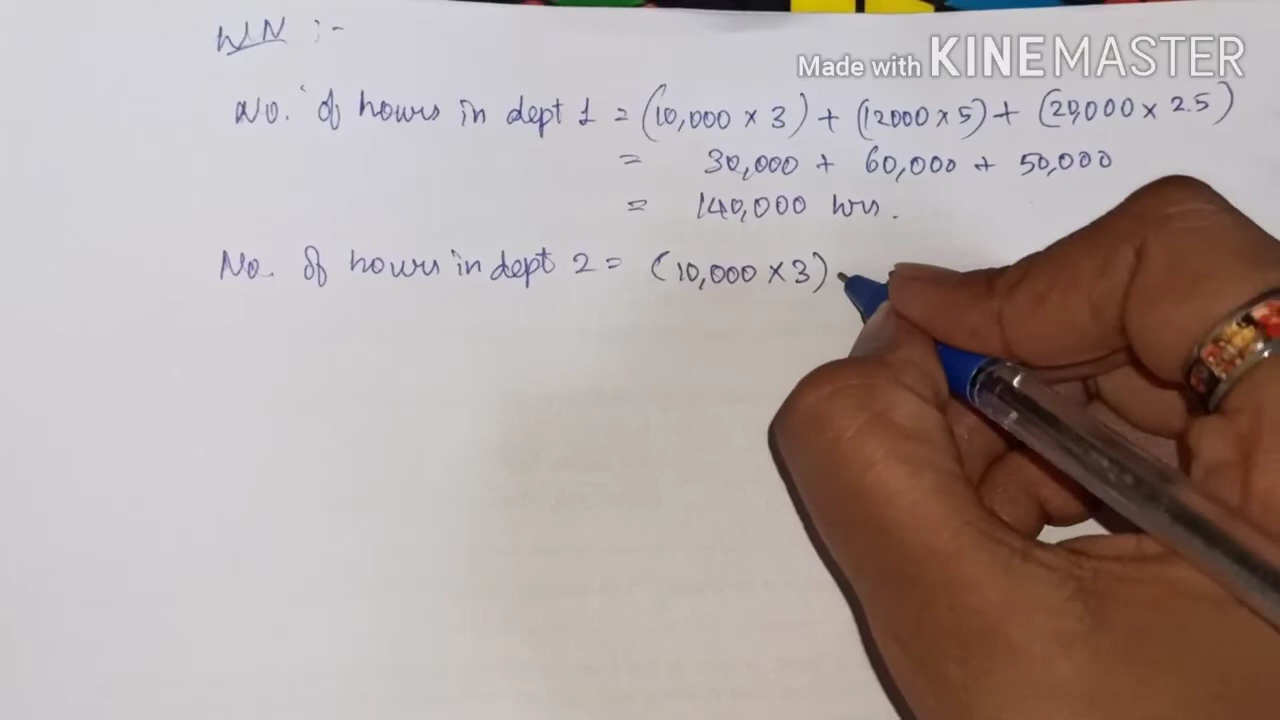 WN :-
Made with KINEMASTER
No. of hours in dept 1 = (10,000 × 3) + (12000 × 5) + (20,000 × 2.5)
= 30,000 + 60,000 + 50,000
= 140,000 hrs.
No. of hours in dept 2 = (10,000 × 3)